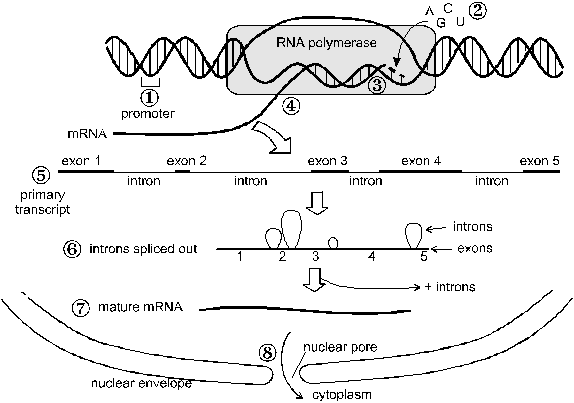 A C U G ②
RNA polymerase
①
promoter
③
④
mRNA
exon 1 exon 2 exon 3 exon 4 exon 5
⑤
intron intron intron intron
primary
transcript
introns
⑥ introns spliced out
exons
1 2 3 4 5
+ introns
⑦ mature mRNA
⑧ nuclear pore
nuclear envelope
cytoplasm